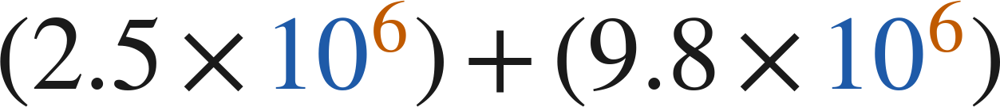 (2.5 × 10⁶) + (9.8 × 10⁶)